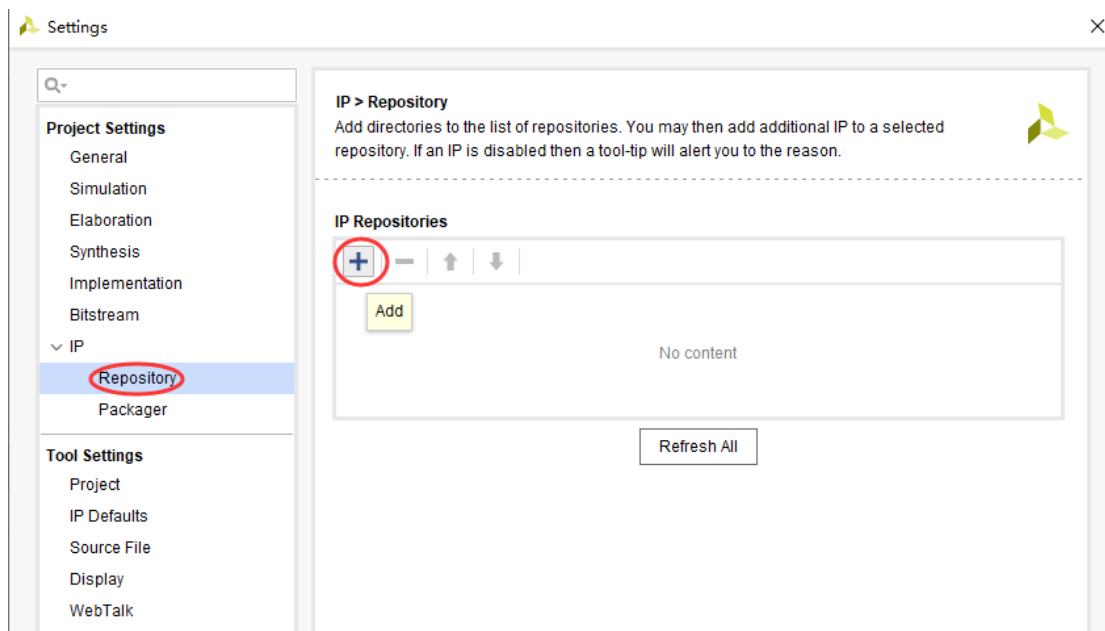 Settings
Project Settings
General
Simulation
Elaboration
Synthesis
Implementation
Bitstream
IP
Repository
Packager
Tool Settings
Project
IP Defaults
Source File
Display
WebTalk
IP > Repository
Add directories to the list of repositories. You may then add additional IP to a selected
repository. If an IP is disabled then a tool-tip will alert you to the reason.
IP Repositories
Add
No content
Refresh All